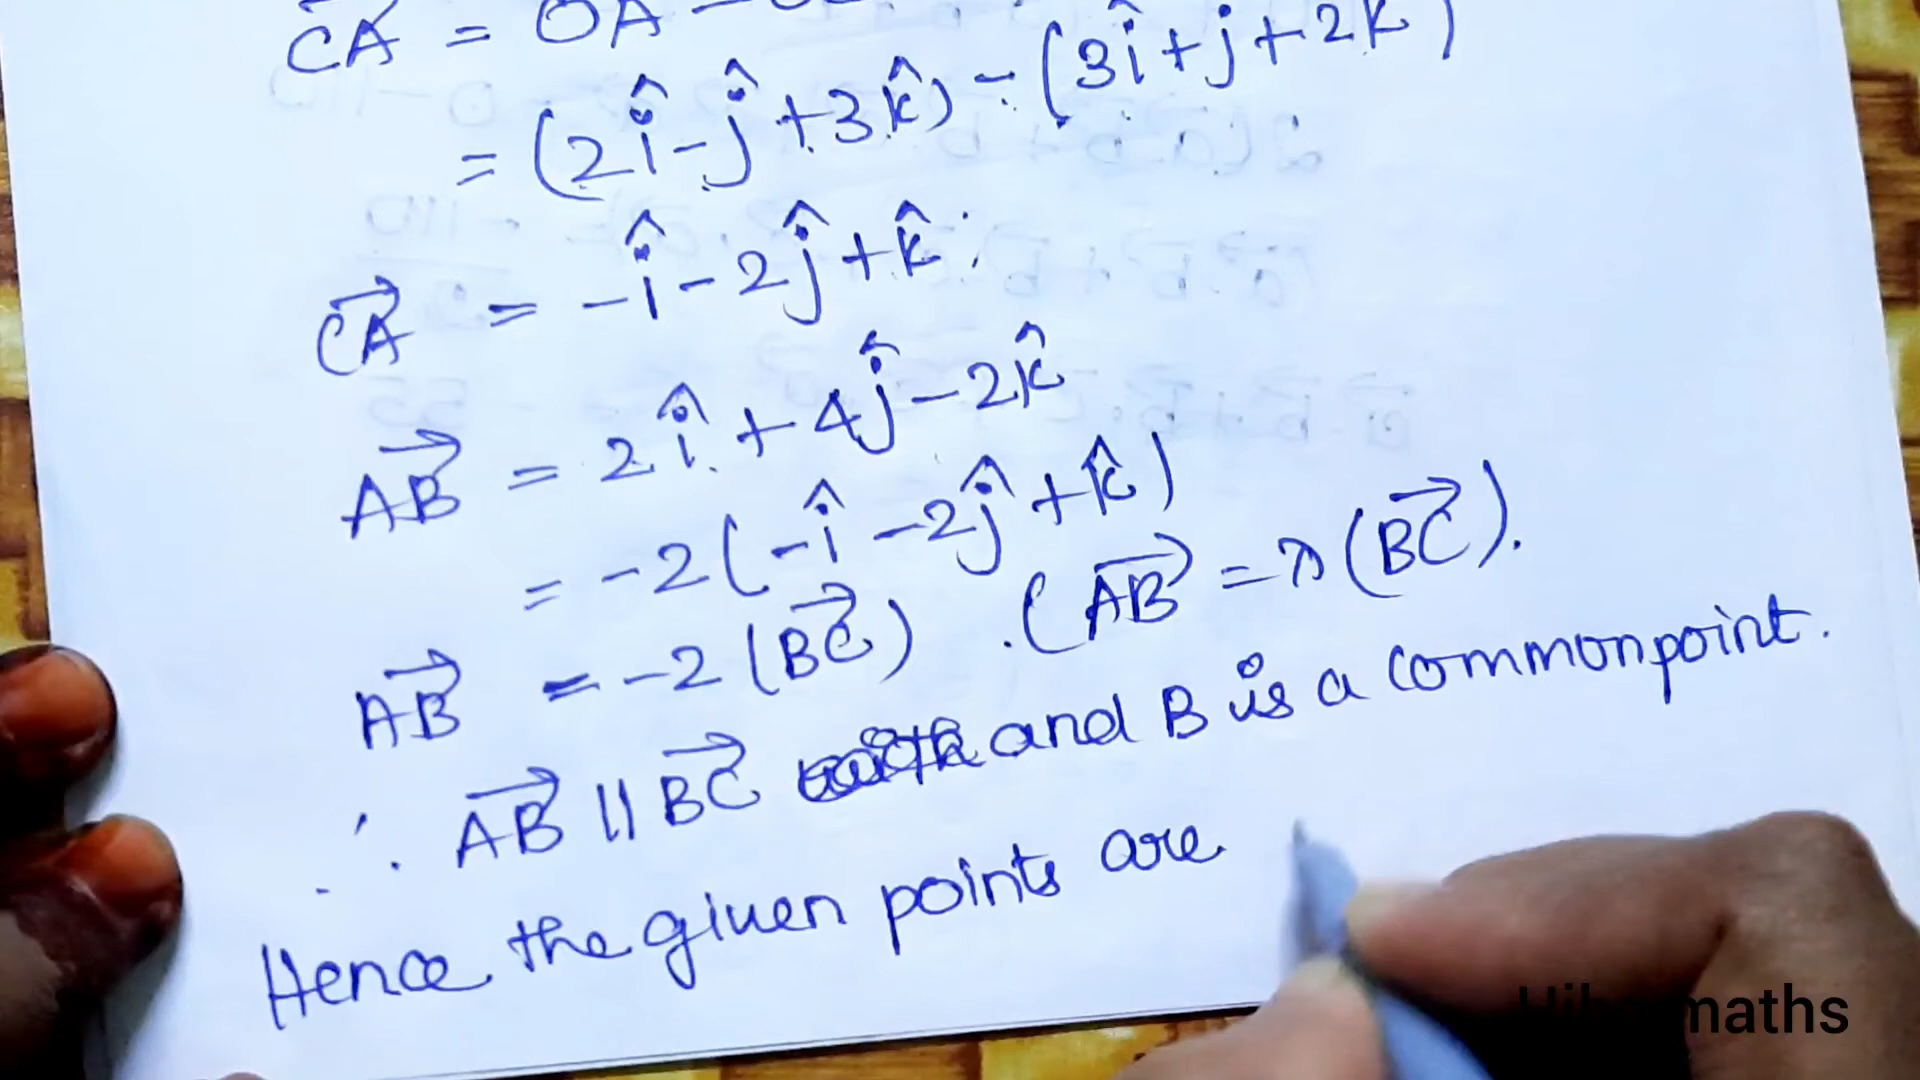 CA = OA -
= (2î - ĵ + 3k̂) - (3î + ĵ + 2k̂)
CA⃗ = -î - 2ĵ + k̂.
AB⃗ = 2î + 4ĵ - 2k̂
= -2(-î - 2ĵ + k̂)
AB⃗ = -2(BC⃗) . (AB⃗ = λ(BC⃗).
∴ AB⃗ || BC⃗ and B is a common point.
Hence the given points are
maths